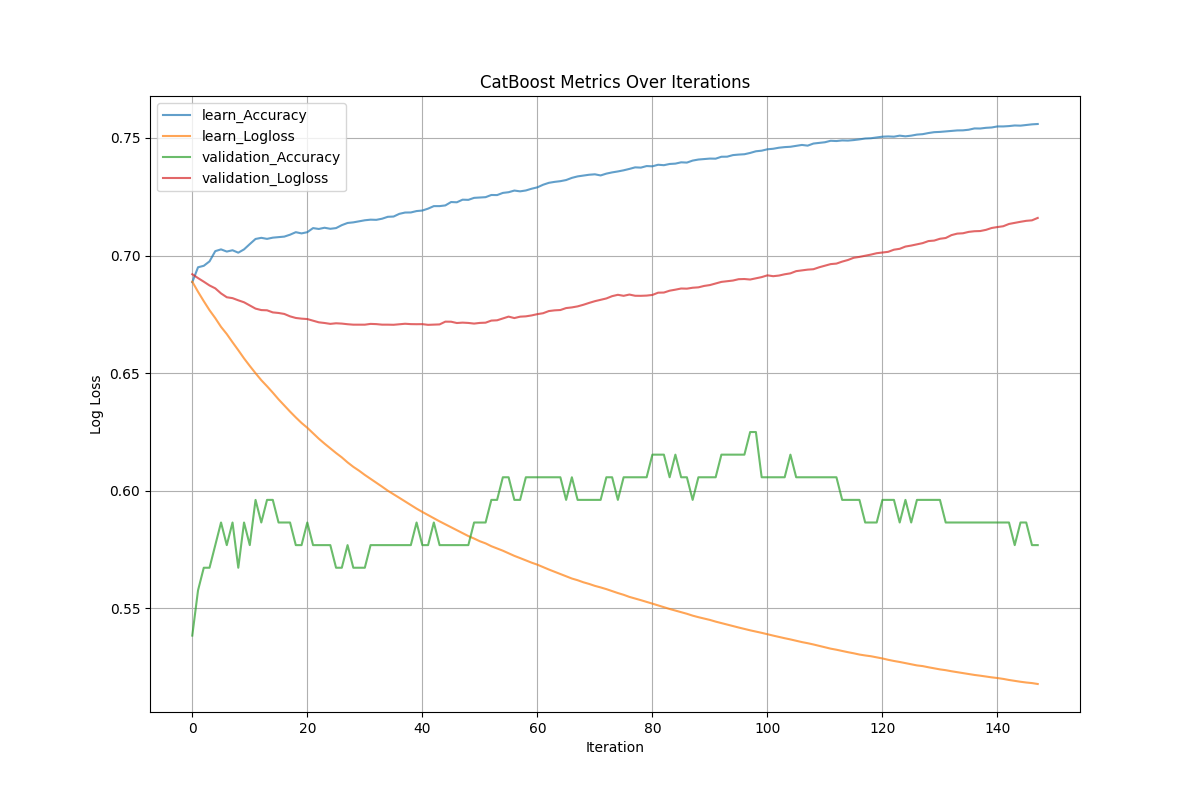 CatBoost Metrics Over Iterations
learn_Accuracy
learn_Logloss
validation_Accuracy
validation_Logloss
0.75
0.70
0.65
0.60
0.55
Log Loss
0 20 40 60 80 100 120 140
Iteration